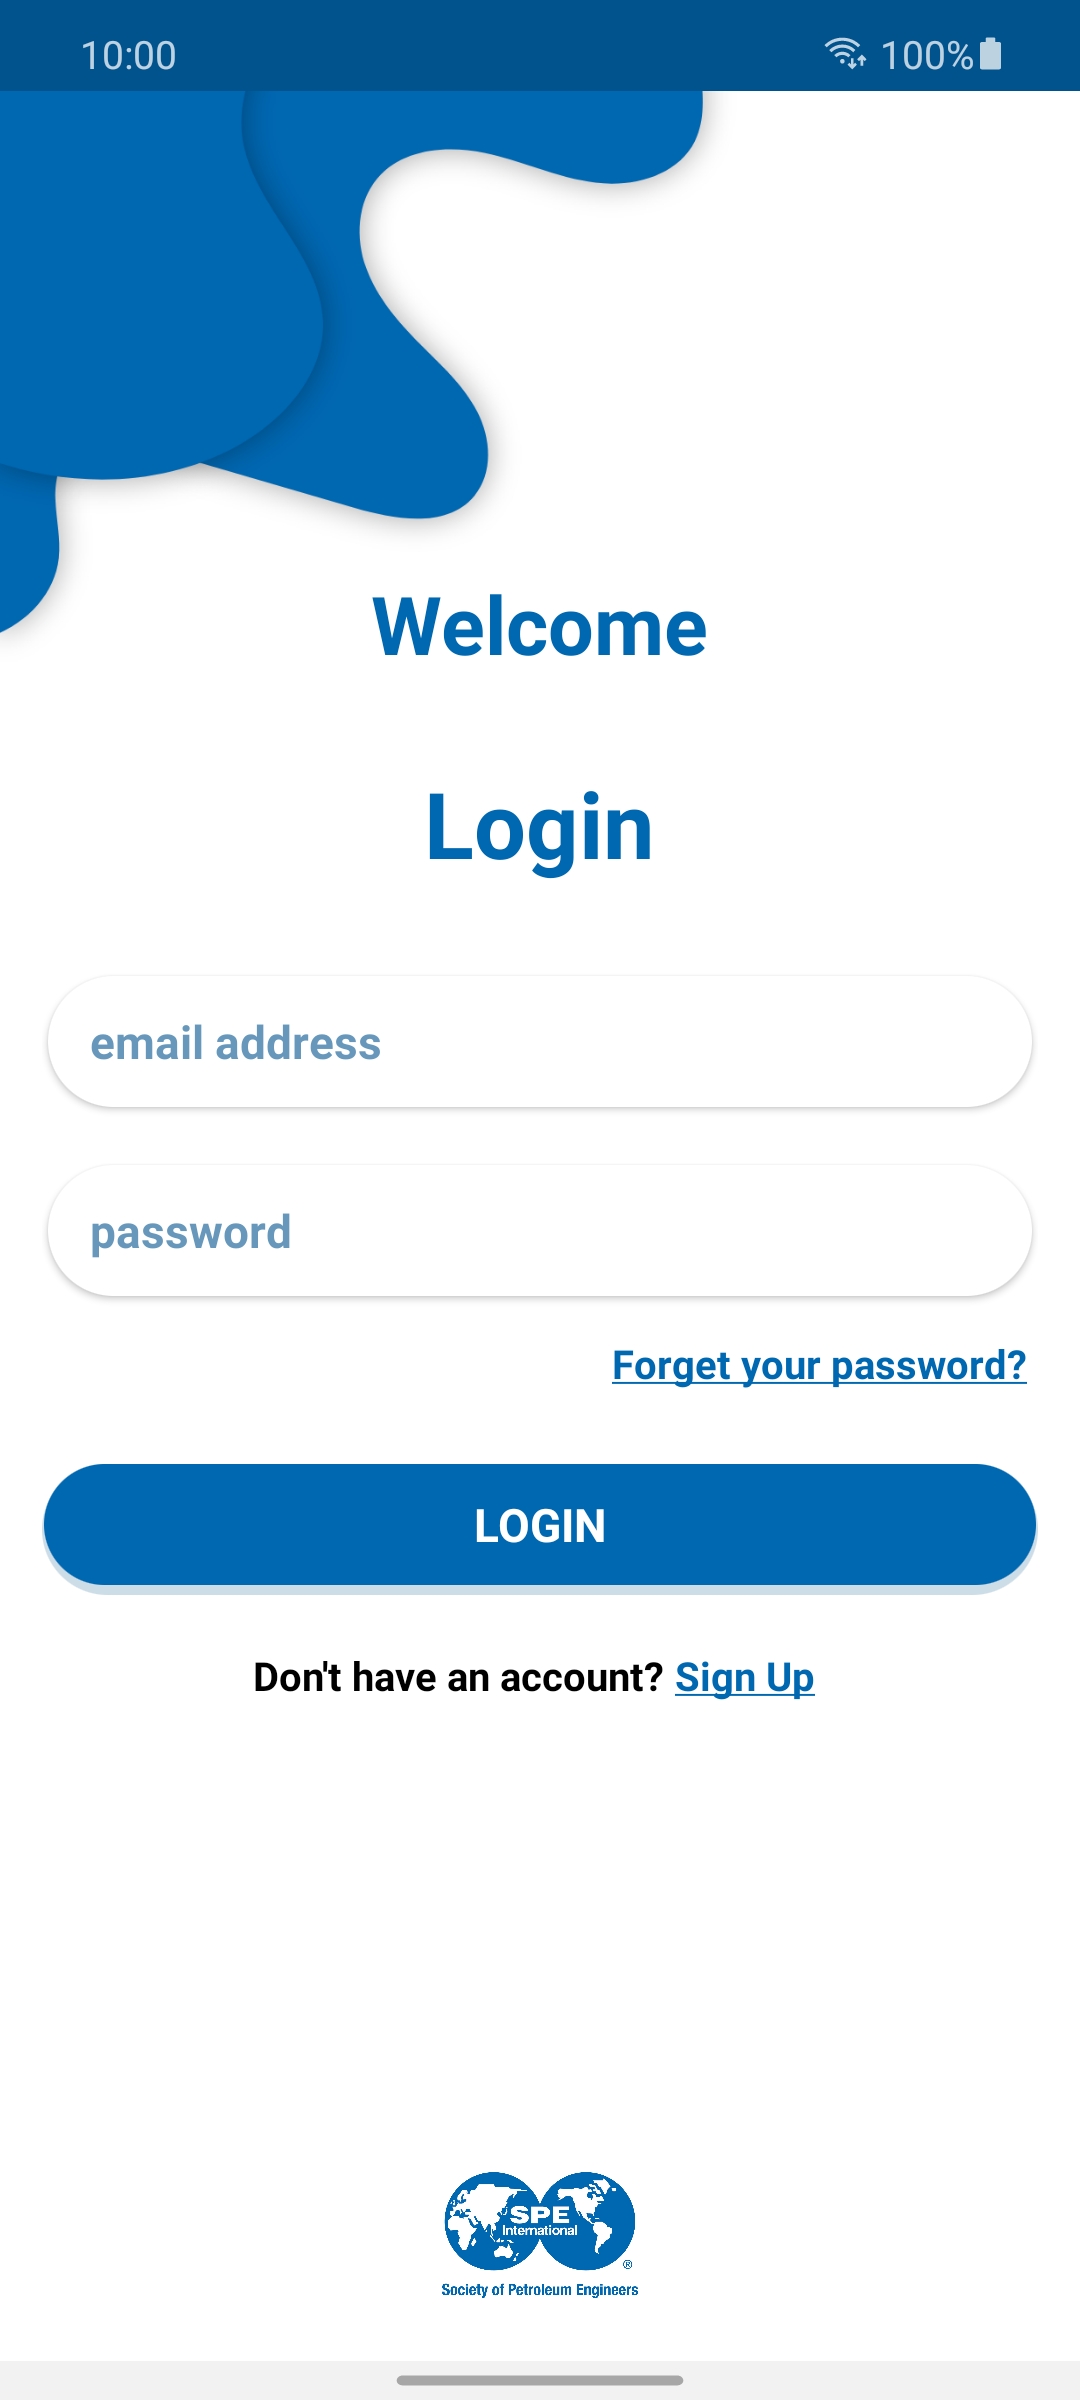 10:00 100%
Welcome
Login
email address
password
Forget your password?
LOGIN
Don't have an account? Sign Up
SPE
International
®
Society of Petroleum Engineers